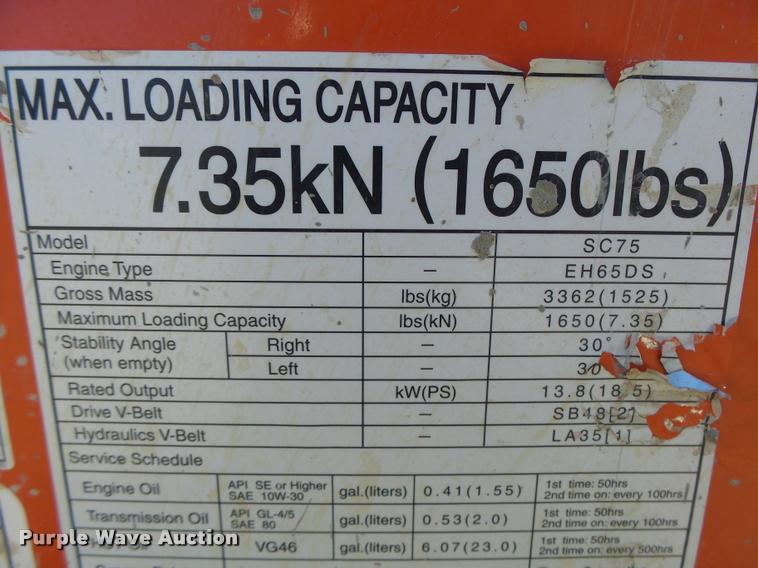 MAX. LOADING CAPACITY
7.35kN (1650lbs)
Model SC75
Engine Type – EH65DS
Gross Mass lbs(kg) 3362(1525)
Maximum Loading Capacity lbs(kN) 1650(7.35)
Stability Angle (when empty) Right – 30°
Left – 30°
Rated Output kW(PS) 13.8(18.5)
Drive V-Belt – SB48[2]
Hydraulics V-Belt – LA35[1]
Service Schedule
Engine Oil API SE or Higher SAE 10W-30 gal.(liters) 0.41(1.55) 1st time: 50hrs 2nd time on: every 100hrs
Transmission Oil API GL-4/5 SAE 80 gal.(liters) 0.53(2.0) 1st time: 50hrs
VG46 gal.(liters) 6.07(23.0) 1st time: 50hrs 2nd time on: every 500hrs
Purple Wave Auction